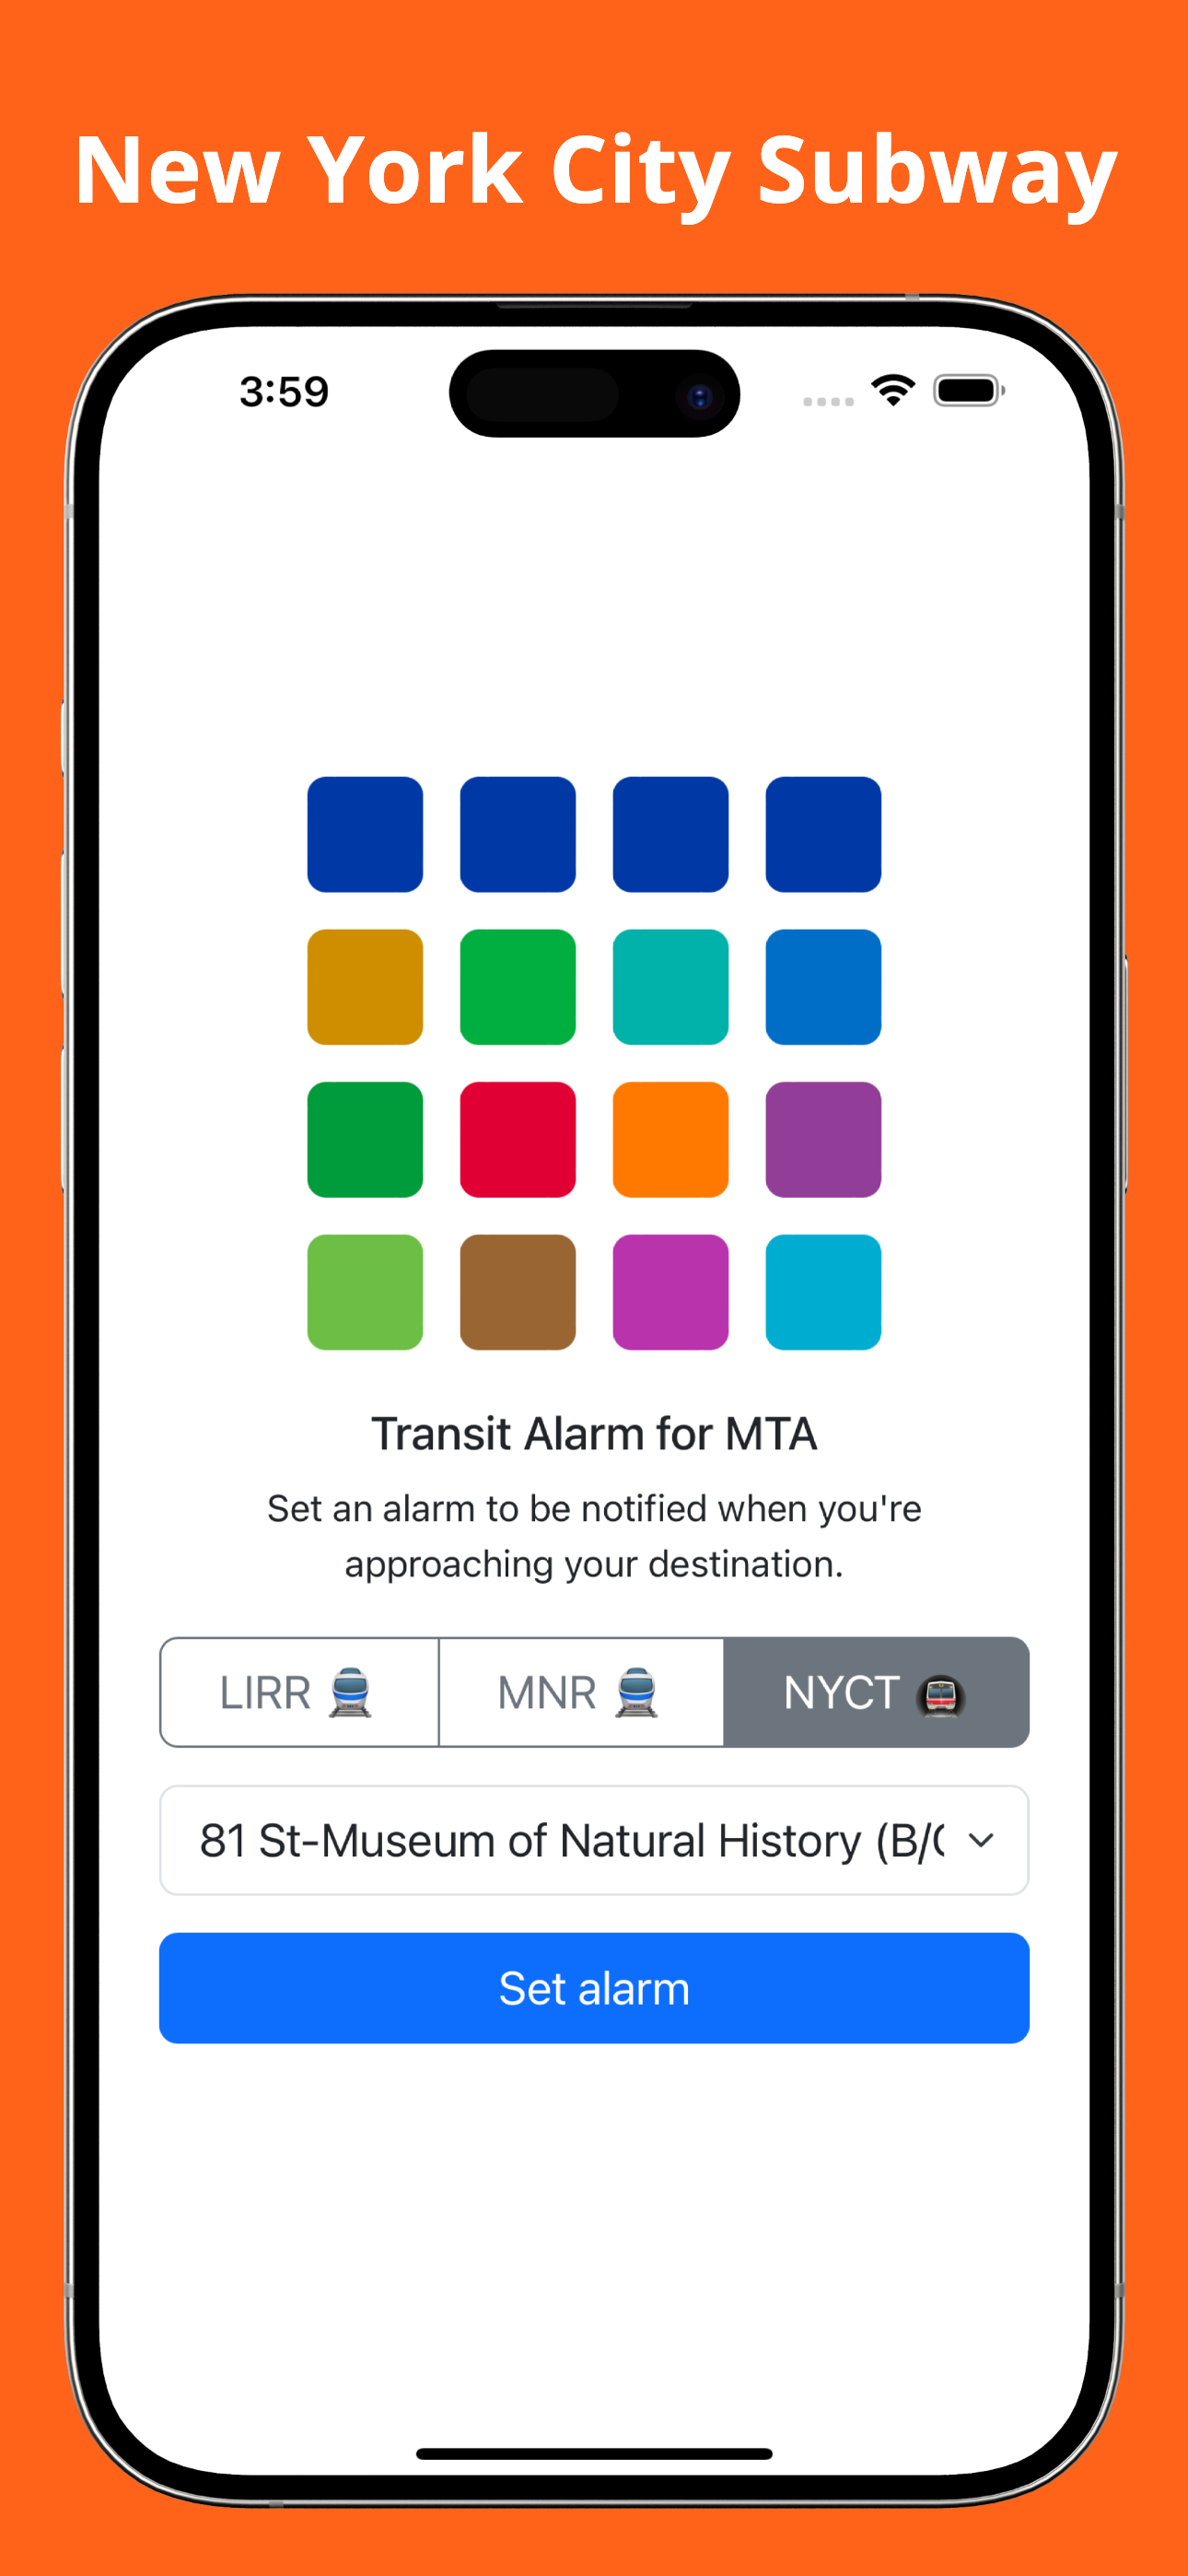 New York City Subway
3:59
Transit Alarm for MTA
Set an alarm to be notified when you're
approaching your destination.
LIRR MNR NYCT
81 St-Museum of Natural History (B/
Set alarm